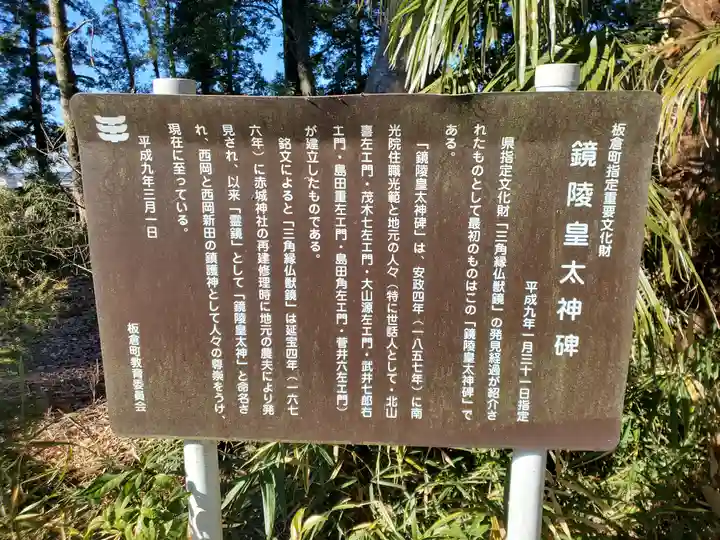 板倉町指定重要文化財
鏡陵皇太神碑
平成九年一月三十一日指定
県指定文化財「三角縁仏獣鏡」の発見経過が紹介さ
れたものとして最初のものはこの「鏡陵皇太神碑」で
ある。
「鏡陵皇太神碑」は、安政四年（一八五七年）に南
光院住職光範と地元の人々（特に世話人として・北山
喜左エ門・茂木七左エ門・大山源左エ門・武井七郎右
エ門・島田重左エ門・島田角左エ門・菅井六左エ門）
が建立したものである。
銘文によると「三角縁仏獣鏡」は延宝四年（一六七
六年）に赤城神社の再建修理時に地元の農夫により発
見され、以来「霊鏡」として「鏡陵皇太神」と命名さ
れ、西岡と西岡新田の鎮護神として人々の尊崇をうけ、
現在に至っている。
平成九年三月一日
板倉町教育委員会